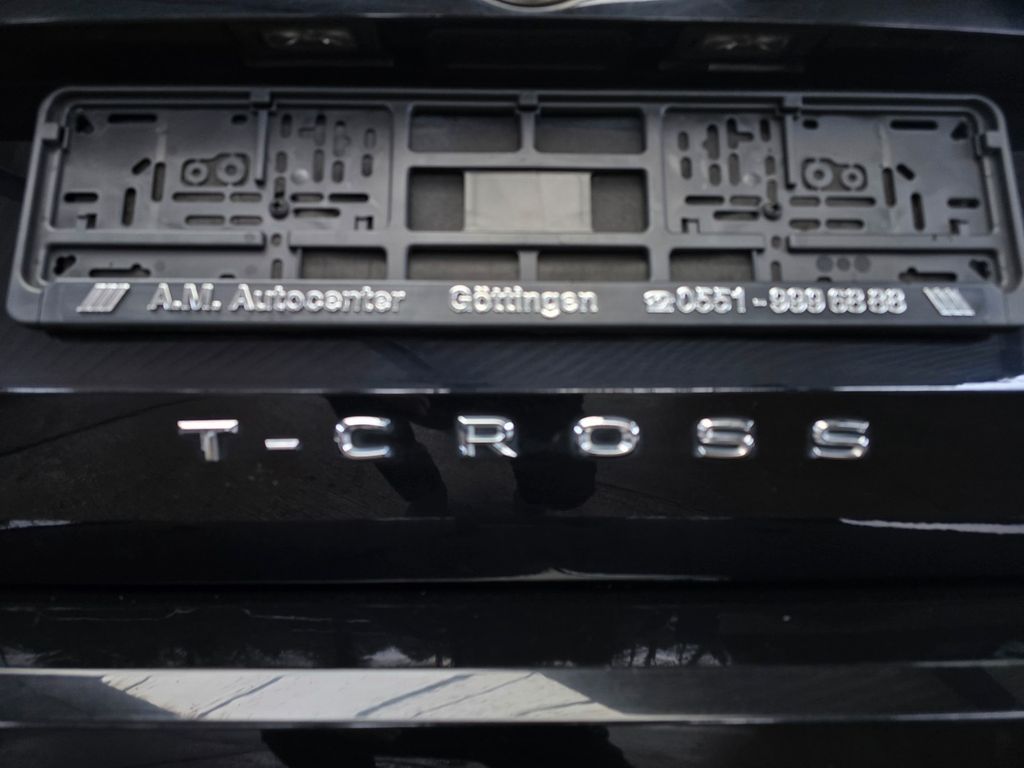 A.M. Autocenter Göttingen ☎0551-999 68 88
T-CROSS